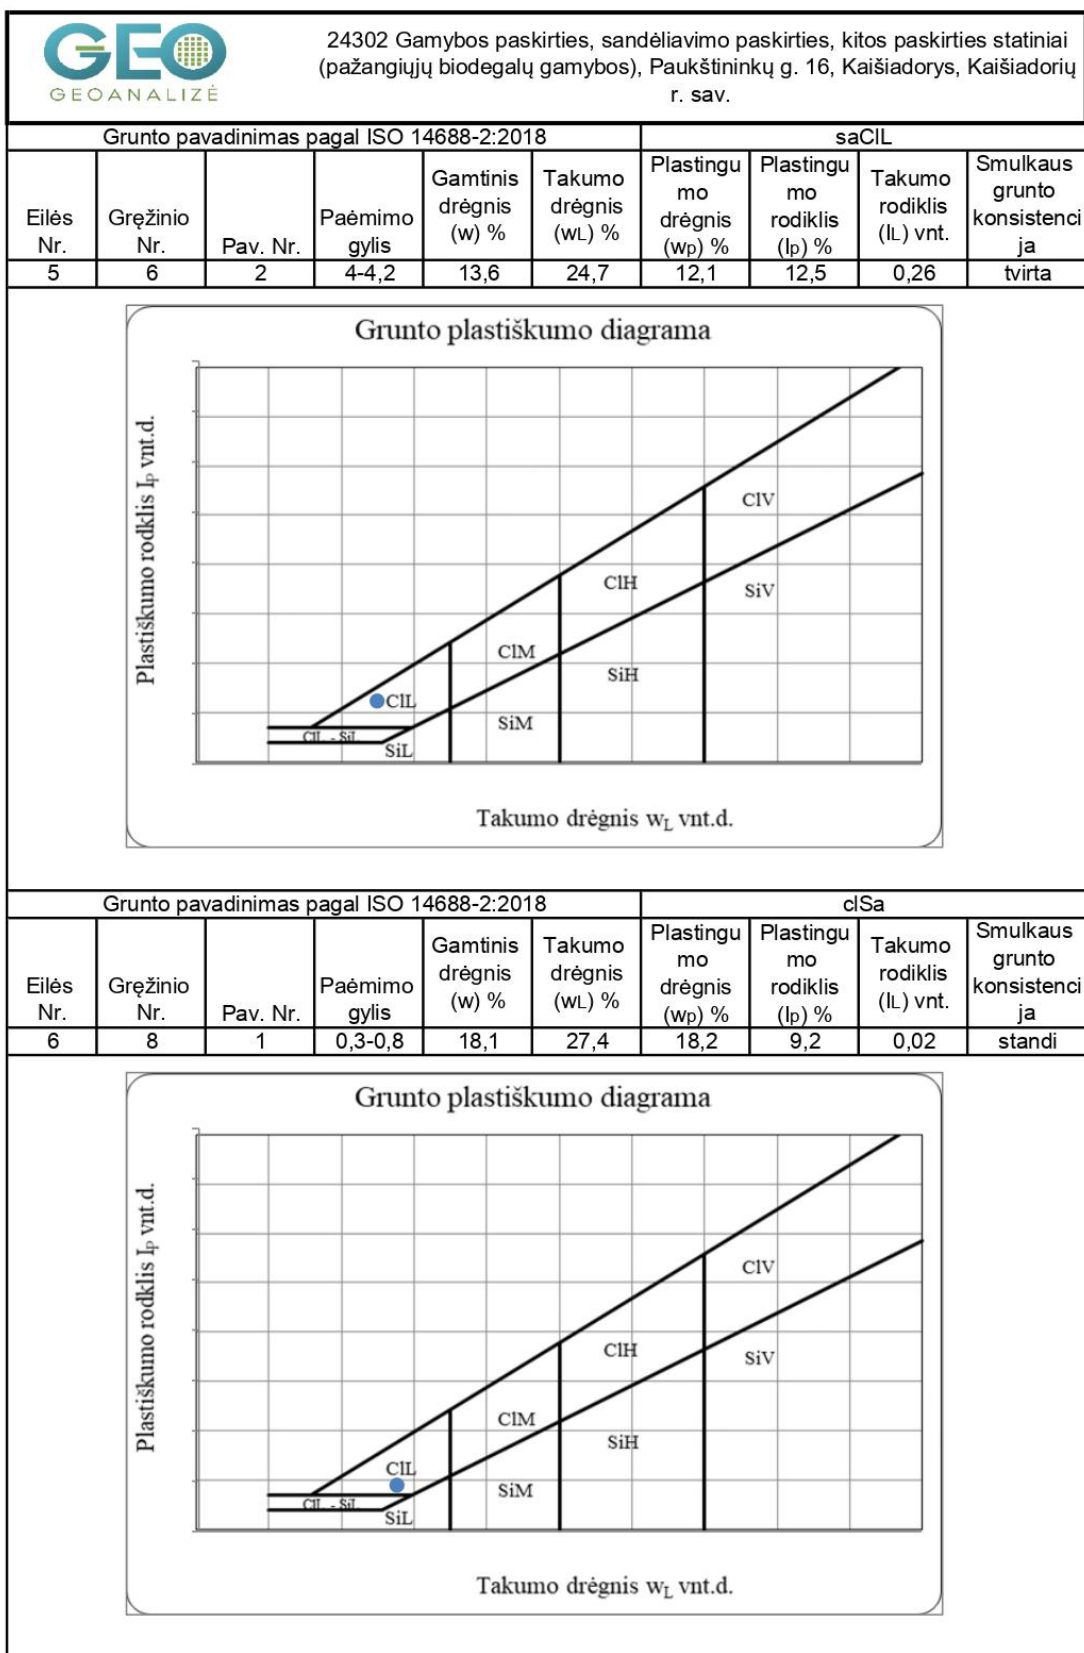 GEO
GEOANALIZĖ
24302 Gamybos paskirties, sandėliavimo paskirties, kitos paskirties statiniai
(pažangiųjų biodegalų gamybos), Paukštininkų g. 16, Kaišiadorys, Kaišiadorių
r. sav.
Grunto pavadinimas pagal ISO 14688-2:2018 saClL
Eilės Nr. Gręžinio Nr. Pav. Nr. Paėmimo gylis Gamtinis drėgnis (w) % Takumo drėgnis (wL) % Plastingu mo drėgnis (wp) % Plastingu mo rodiklis (Ip) % Takumo rodiklis (IL) vnt. Smulkaus grunto konsistenci ja
5 6 2 4-4,2 13,6 24,7 12,1 12,5 0,26 tvirta
Grunto plastiškumo diagrama
Plastiškumo rodklis Ip vnt.d.
ClV
ClH
SiV
ClM
SiH
ClL
SiM
ClL - SiL
SiL
Takumo drėgnis wL vnt.d.
Grunto pavadinimas pagal ISO 14688-2:2018 clSa
Eilės Nr. Gręžinio Nr. Pav. Nr. Paėmimo gylis Gamtinis drėgnis (w) % Takumo drėgnis (wL) % Plastingu mo drėgnis (wp) % Plastingu mo rodiklis (Ip) % Takumo rodiklis (IL) vnt. Smulkaus grunto konsistenci ja
6 8 1 0,3-0,8 18,1 27,4 18,2 9,2 0,02 standi
Grunto plastiškumo diagrama
Plastiškumo rodklis Ip vnt.d.
ClV
ClH
SiV
ClM
SiH
ClL
SiM
ClL - SiL
SiL
Takumo drėgnis wL vnt.d.